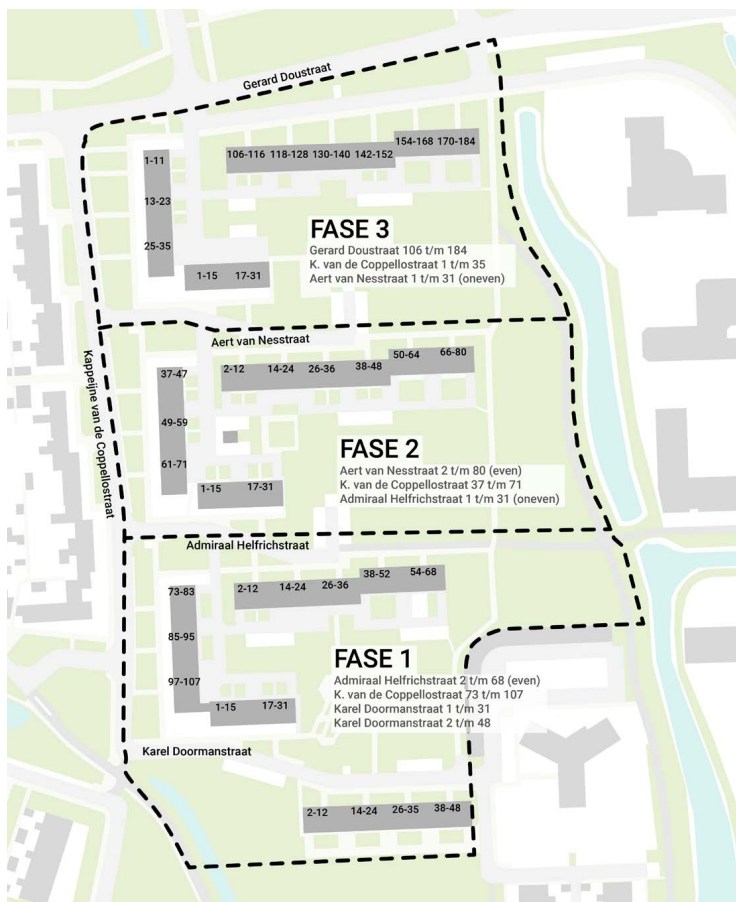 Gerard Doustraat
1-11
13-23
25-35
106-116 118-128 130-140 142-152 154-168 170-184
1-15 17-31
FASE 3
Gerard Doustraat 106 t/m 184
K. van de Coppellostraat 1 t/m 35
Aert van Nesstraat 1 t/m 31 (oneven)
Aert van Nesstraat
Kappeijne van de Coppellostraat
37-47
49-59
61-71
2-12 14-24 26-36 38-48 50-64 66-80
1-15 17-31
FASE 2
Aert van Nesstraat 2 t/m 80 (even)
K. van de Coppellostraat 37 t/m 71
Admiraal Helfrichstraat 1 t/m 31 (oneven)
Admiraal Helfrichstraat
73-83
85-95
97-107
2-12 14-24 26-36 38-52 54-68
1-15 17-31
FASE 1
Admiraal Helfrichstraat 2 t/m 68 (even)
K. van de Coppellostraat 73 t/m 107
Karel Doormanstraat 1 t/m 31
Karel Doormanstraat 2 t/m 48
Karel Doormanstraat
2-12 14-24 26-35 38-48